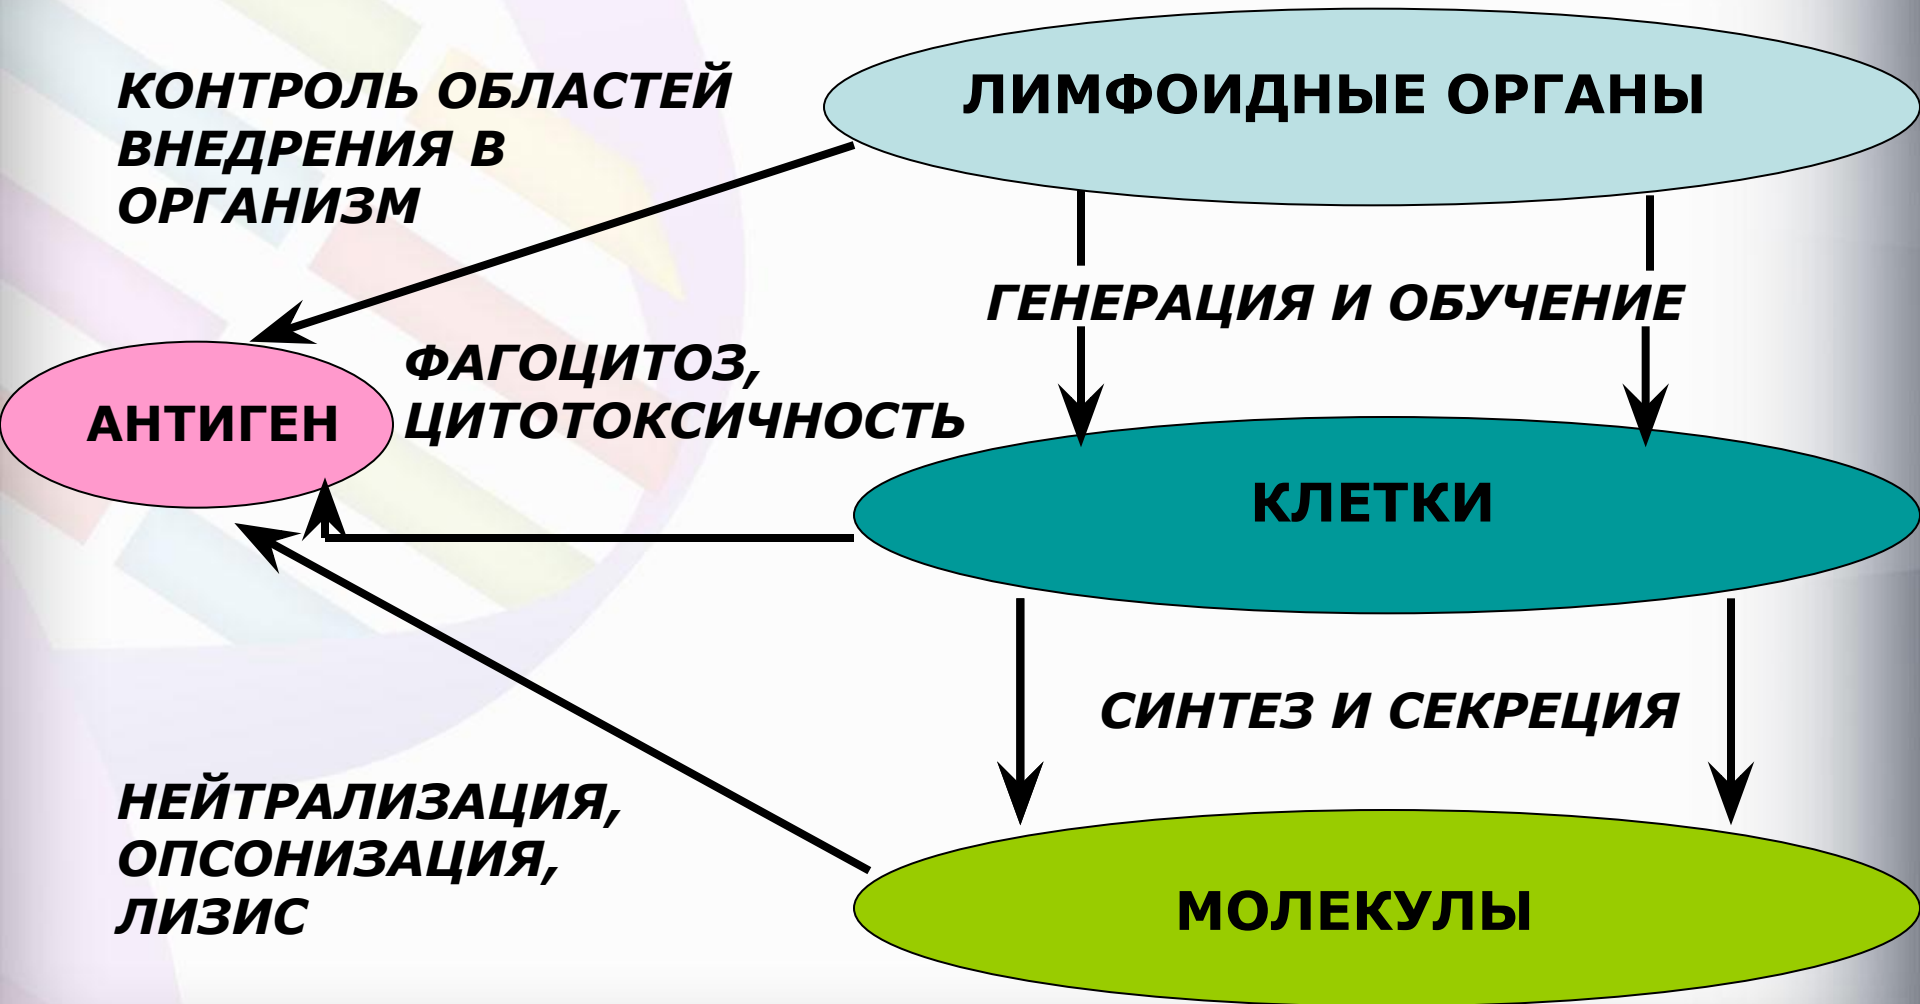 КОНТРОЛЬ ОБЛАСТЕЙ
ВНЕДРЕНИЯ В
ОРГАНИЗМ
ЛИМФОИДНЫЕ ОРГАНЫ
ГЕНЕРАЦИЯ И ОБУЧЕНИЕ
ФАГОЦИТОЗ,
ЦИТОТОКСИЧНОСТЬ
АНТИГЕН
КЛЕТКИ
СИНТЕЗ И СЕКРЕЦИЯ
НЕЙТРАЛИЗАЦИЯ,
ОПСОНИЗАЦИЯ,
ЛИЗИС
МОЛЕКУЛЫ